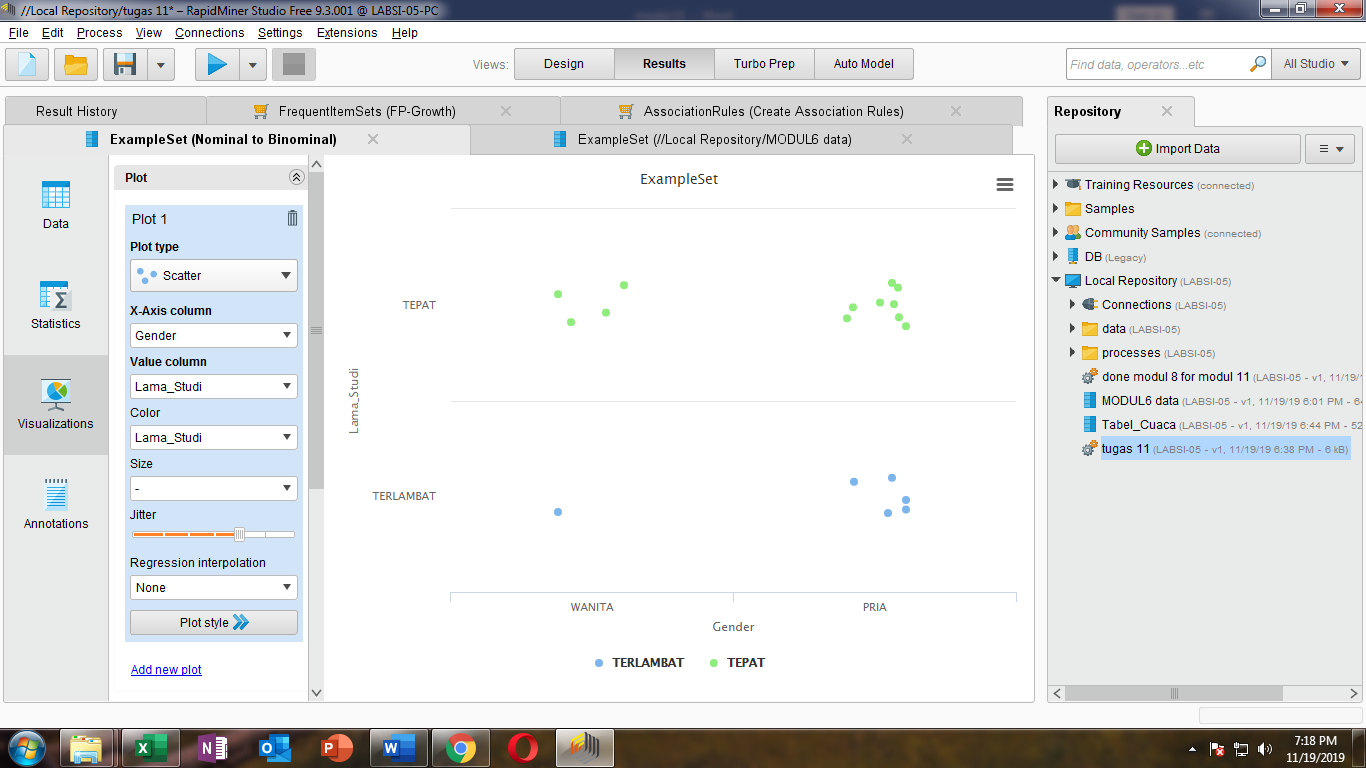 //Local Repository/tugas 11* – RapidMiner Studio Free 9.3.001 @ LABSI-05-PC
File Edit Process View Connections Settings Extensions Help
Views: Design Results Turbo Prep Auto Model
Find data, operators...etc
All Studio
Result History
FrequentItemSets (FP-Growth)
AssociationRules (Create Association Rules)
ExampleSet (Nominal to Binominal)
ExampleSet (//Local Repository/MODUL6 data)
Data
Statistics
Visualizations
Annotations
Plot
Plot 1
Plot type
Scatter
X-Axis column
Gender
Value column
Lama_Studi
Color
Lama_Studi
Size
-
Jitter
Regression interpolation
None
Plot style
Add new plot
ExampleSet
TEPAT
Lama_Studi
TERLAMBAT
WANITA
PRIA
Gender
TERLAMBAT
TEPAT
Repository
Import Data
Training Resources (connected)
Samples
Community Samples (connected)
DB (Legacy)
Local Repository (LABSI-05)
Connections (LABSI-05)
data (LABSI-05)
processes (LABSI-05)
done modul 8 for modul 11 (LABSI-05 – v1, 11/19/1
MODUL6 data (LABSI-05 – v1, 11/19/19 6:01 PM – 6
Tabel_Cuaca (LABSI-05 – v1, 11/19/19 6:44 PM – 52
tugas 11 (LABSI-05 – v1, 11/19/19 6:38 PM – 6 kB)
7:18 PM
11/19/2019